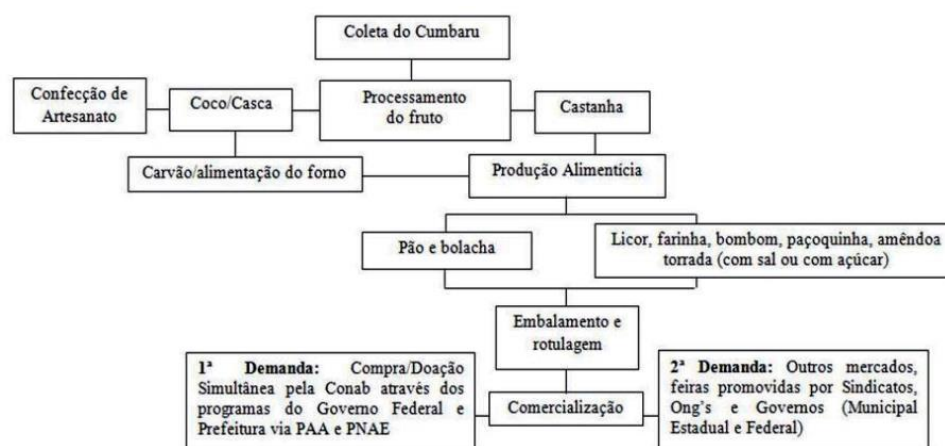 Coleta do Cumbaru
Confecção de
Artesanato
Coco/Casca
Processamento
do fruto
Castanha
Carvão/alimentação do forno
Produção Alimentícia
Pão e bolacha
Licor, farinha, bombom, paçoquinha, amêndoa
torrada (com sal ou com açúcar)
Embalamento e
rotulagem
1ª Demanda: Compra/Doação
Simultânea pela Conab através dos
programas do Governo Federal e
Prefeitura via PAA e PNAE
Comercialização
2ª Demanda: Outros mercados,
feiras promovidas por Sindicatos,
Ong's e Governos (Municipal
Estadual e Federal)